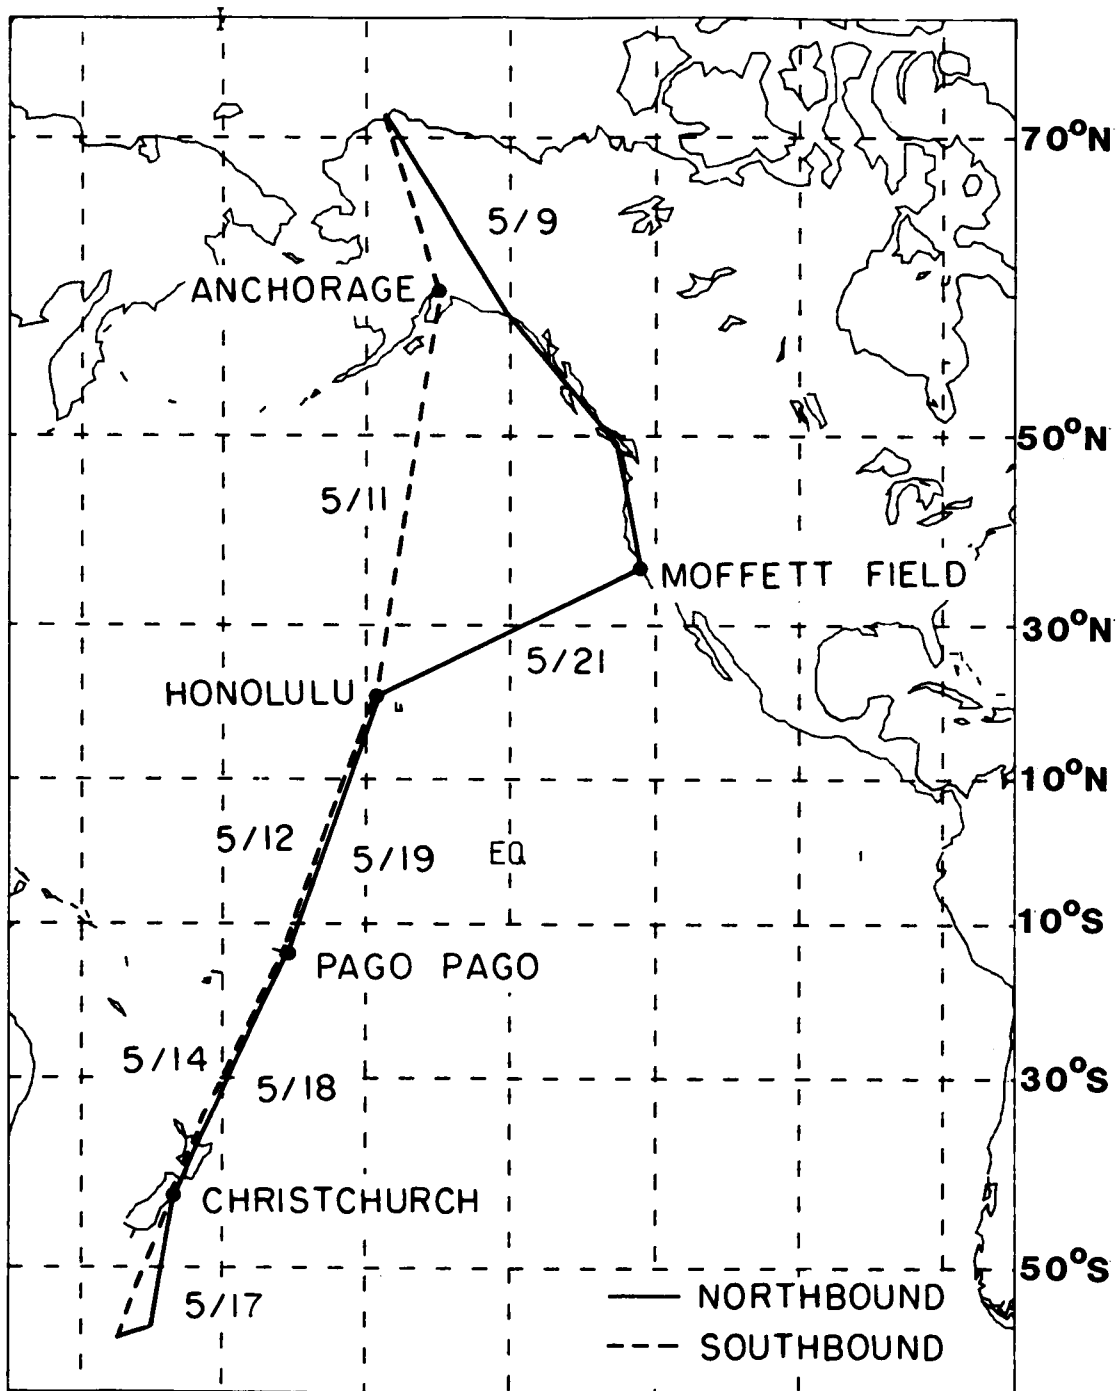 70°N
5/9
ANCHORAGE
50°N
5/11
MOFFETT FIELD
30°N
5/21
HONOLULU
10°N
5/12
5/19
EQ
10°S
PAGO PAGO
5/14
5/18
30°S
CHRISTCHURCH
50°S
5/17
NORTHBOUND
SOUTHBOUND